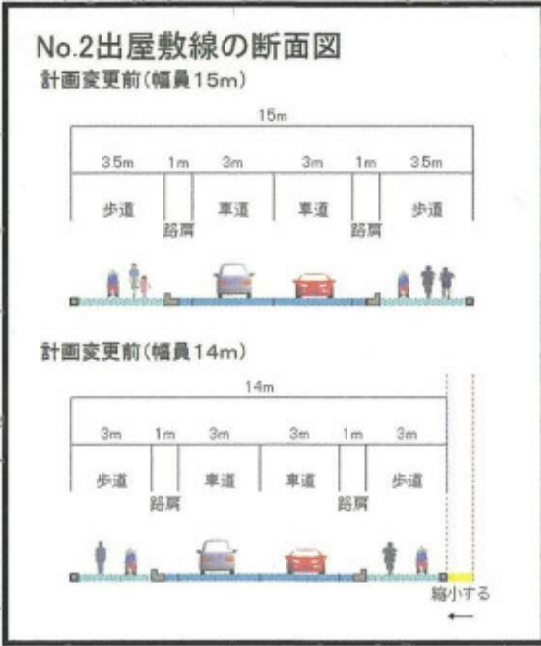 No.2出屋敷線の断面図
計画変更前(幅員15m)
15m
3.5m 1m 3m 3m 1m 3.5m
歩道 車道 車道 歩道
路肩 路肩
計画変更前(幅員14m)
14m
3m 1m 3m 3m 1m 3m
歩道 車道 車道 歩道
路肩 路肩
縮小する